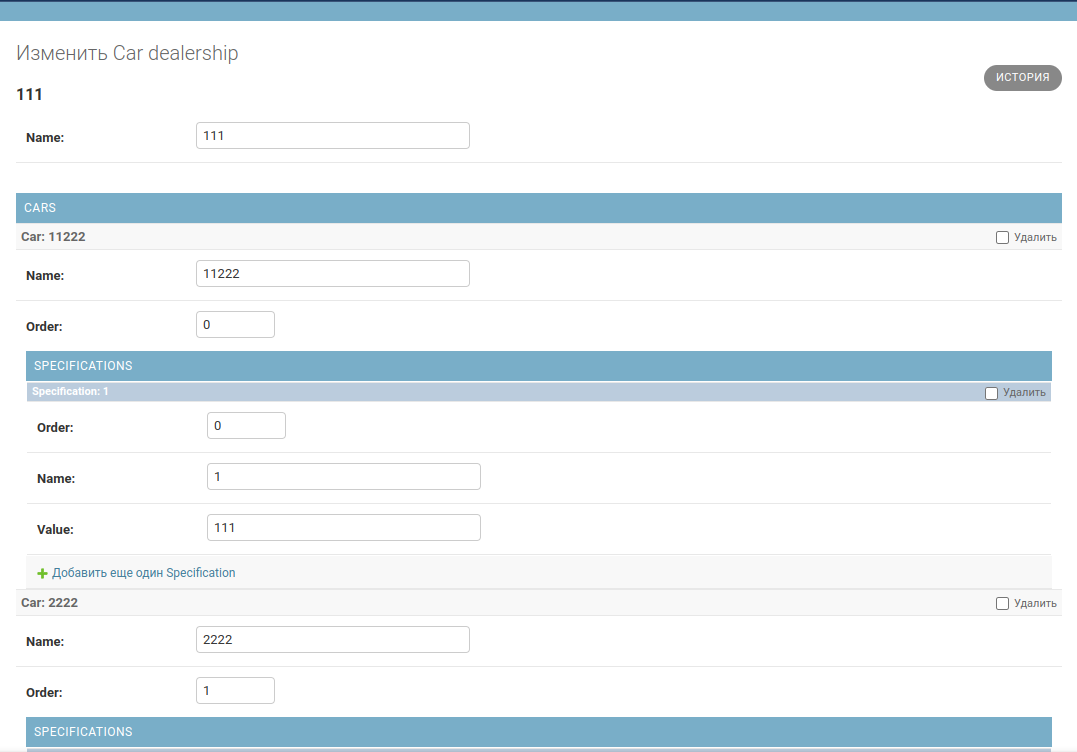 Изменить Car dealership
ИСТОРИЯ
111
Name: 111
CARS
Car: 11222 Удалить
Name: 11222
Order: 0
SPECIFICATIONS
Specification: 1 Удалить
Order: 0
Name: 1
Value: 111
Добавить еще один Specification
Car: 2222 Удалить
Name: 2222
Order: 1
SPECIFICATIONS